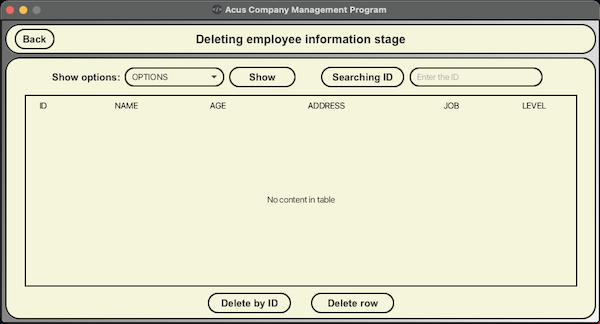 </> Acus Company Management Program
Back
Deleting employee information stage
Show options: OPTIONS Show Searching ID Enter the ID
ID NAME AGE ADDRESS JOB LEVEL
No content in table
Delete by ID Delete row